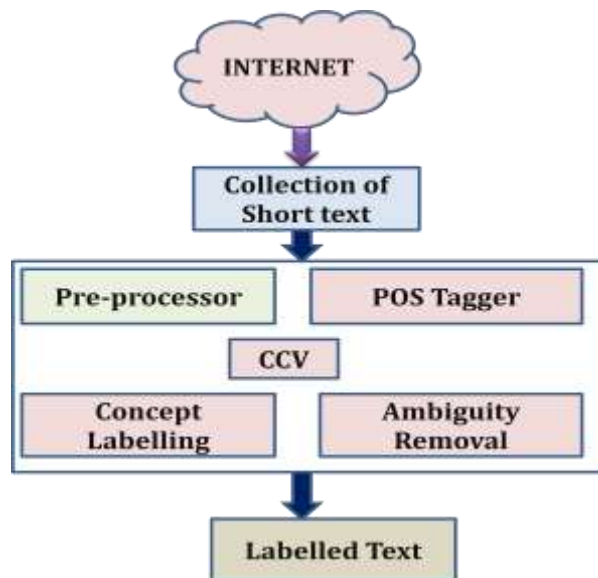 INTERNET
Collection of
Short text
Pre-processor
POS Tagger
CCV
Concept
Labelling
Ambiguity
Removal
Labelled Text